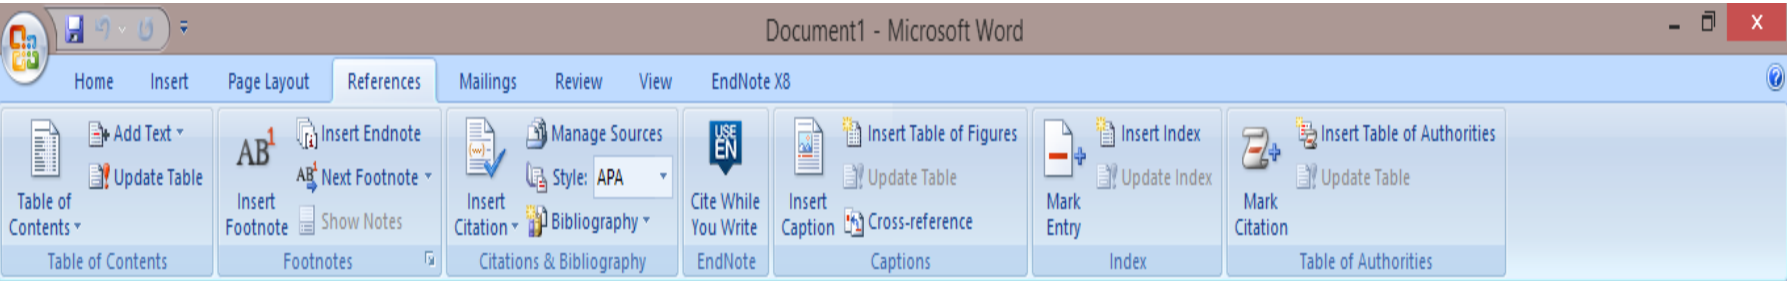 Document1 - Microsoft Word
Home Insert Page Layout References Mailings Review View EndNote X8
Table of
Contents
Add Text
Update Table
Table of Contents
AB1
Insert
Footnote
Insert Endnote
AB1 Next Footnote
Show Notes
Footnotes
Insert
Citation
Manage Sources
Style: APA
Bibliography
Citations & Bibliography
USE
EN
Cite While
You Write
EndNote
Insert
Caption
Insert Table of Figures
Update Table
Cross-reference
Captions
Mark
Entry
Insert Index
Update Index
Index
Mark
Citation
Insert Table of Authorities
Update Table
Table of Authorities